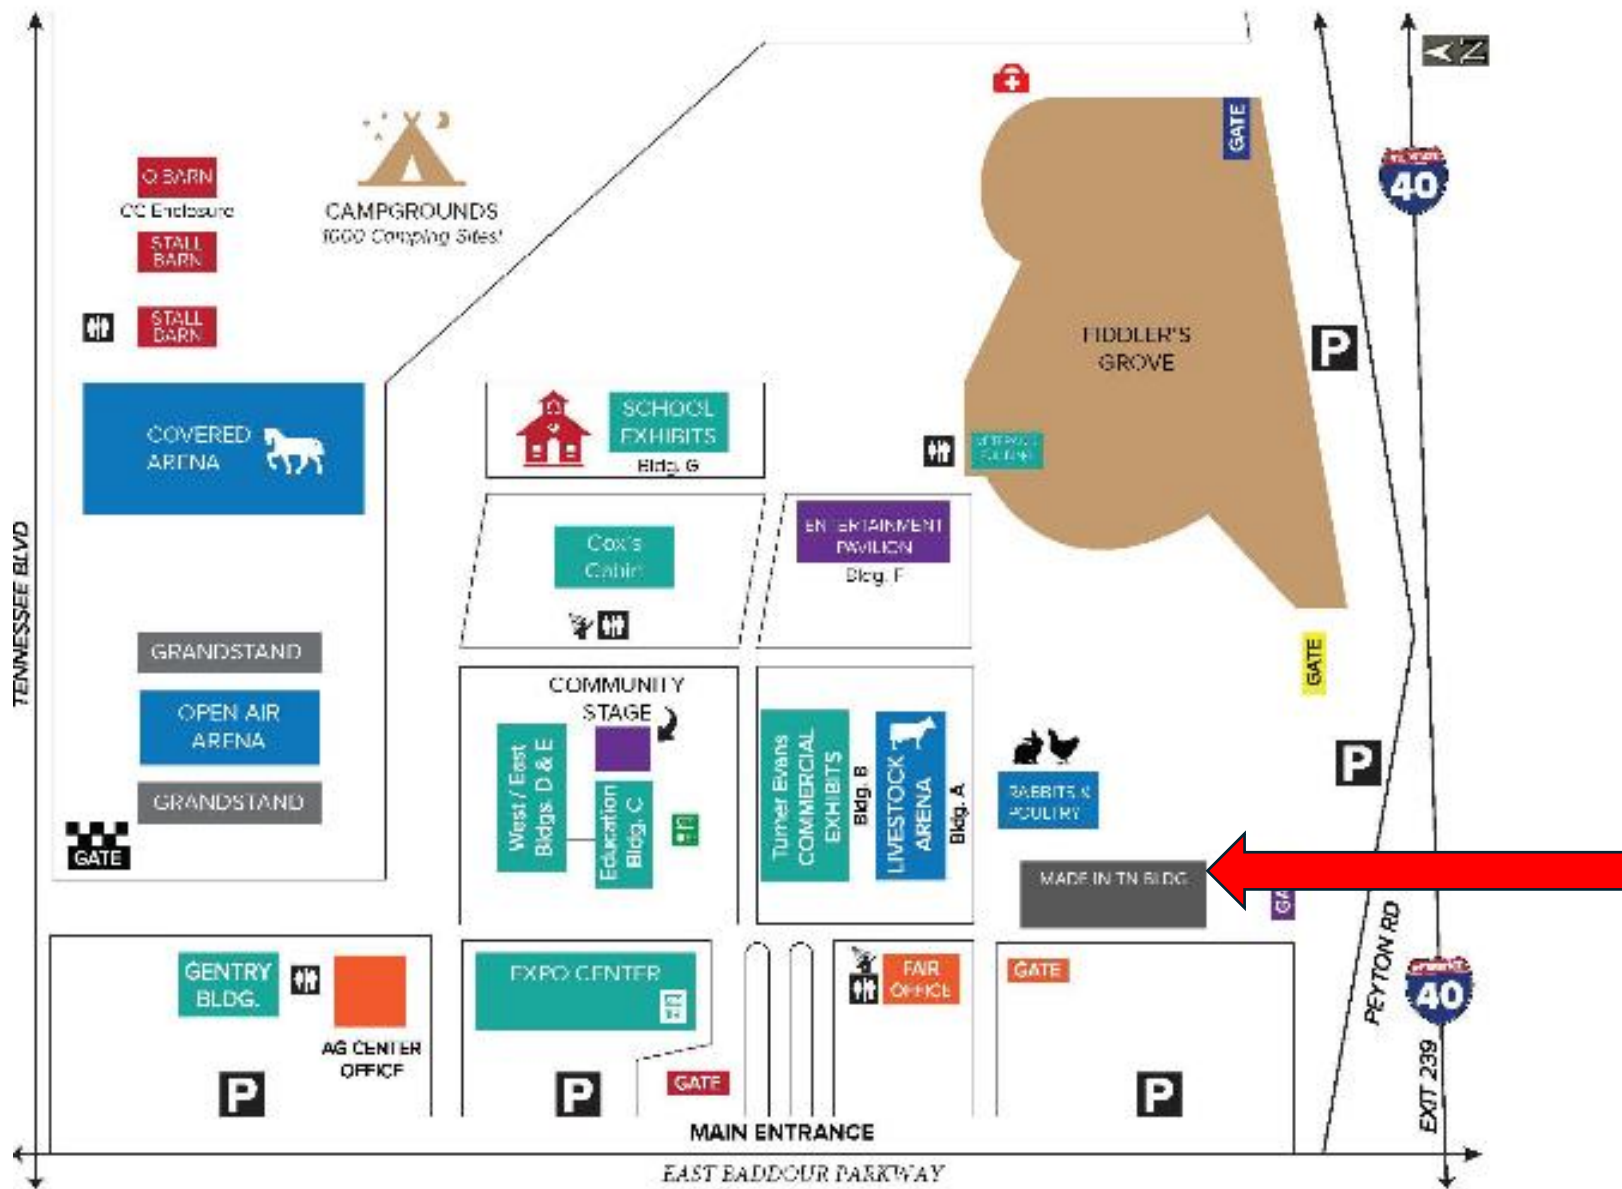 N
GATE
40
Q BARN
CC Enclosure
STALL
BARN
STALL
BARN
CAMPGROUNDS
1000 Camping Sites!
FIDDLER'S
GROVE
P
COVERED
ARENA
SCHOOL
EXHIBITS
Bldg. G
ENTERTAINMENT
PAVILION
Bldg. F
Cox's
Cabin
TENNESSEE BLVD
GRANDSTAND
OPEN AIR
ARENA
GRANDSTAND
GATE
COMMUNITY
STAGE
West / East
Bldgs. D & E
Education
Bldg. C
Turner Evans
COMMERCIAL
EXHIBITS
Bldg. B
LIVESTOCK
ARENA
Bldg. A
RABBITS &
POULTRY
GATE
P
MADE IN TN BLDG.
GENTRY
BLDG.
AG CENTER
OFFICE
P
EXPO CENTER
P
GATE
FAIR
OFFICE
GATE
P
PEYTON RD
EXIT 239
40
MAIN ENTRANCE
EAST BADDOUR PARKWAY